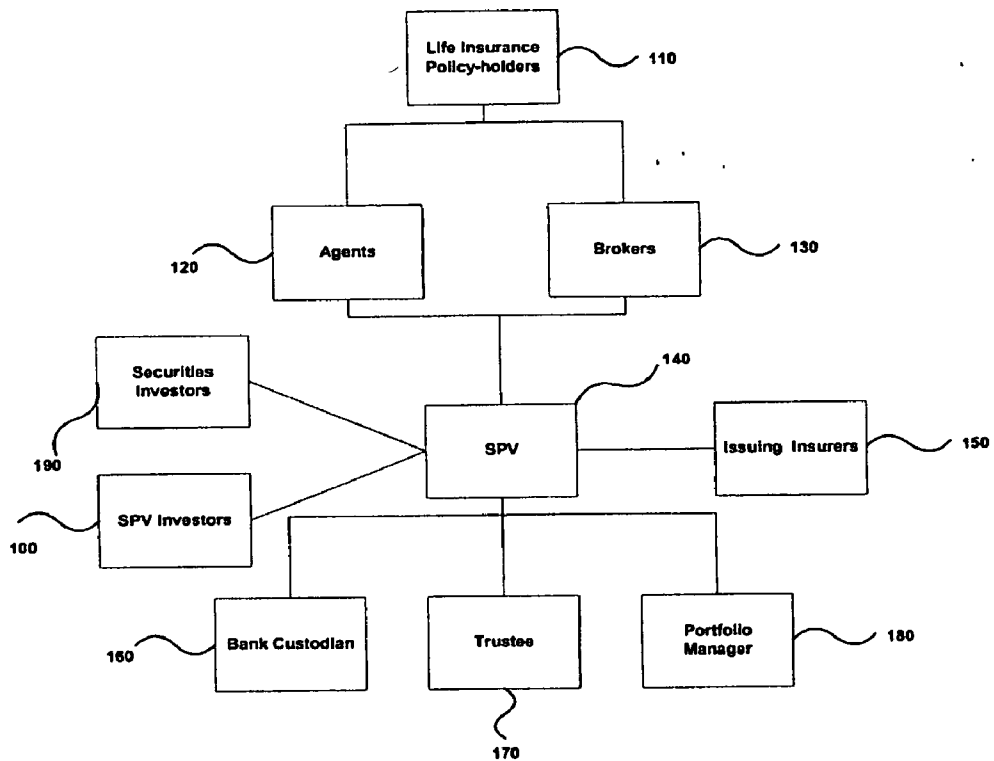 Life Insurance
Policy-holders
110
Agents
120
Brokers
130
Securities
Investors
190
140
SPV
Issuing Insurers
150
SPV Investors
100
Bank Custodian
160
Trustee
170
Portfolio
Manager
180